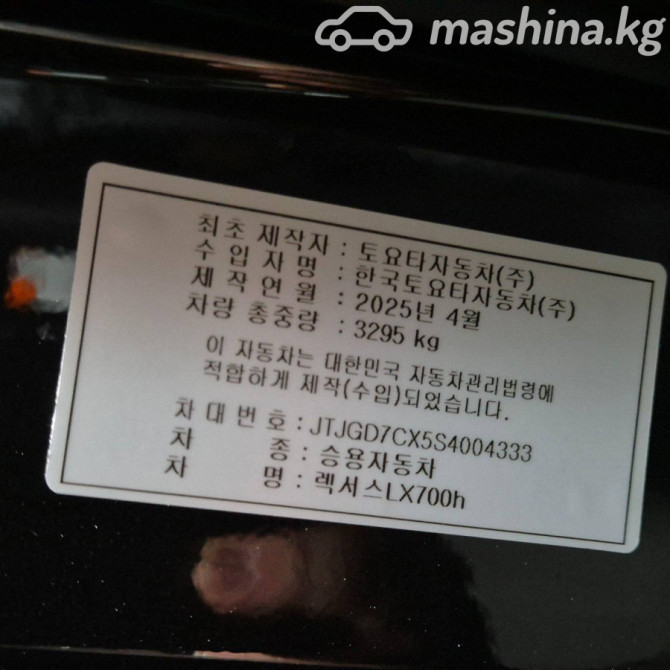 mashina.kg
최초 제작자 : 토요타자동차(주)
수 입 자 명 : 한국토요타자동차(주)
제 작 연 월 : 2025년 4월
차량 총중량 : 3295 kg
이 자동차는 대한민국 자동차관리법령에
적합하게 제작(수입)되었습니다.
차 대 번 호 : JTJGD7CX5S4004333
차 종 : 승용자동차
차 명 : 렉서스LX700h